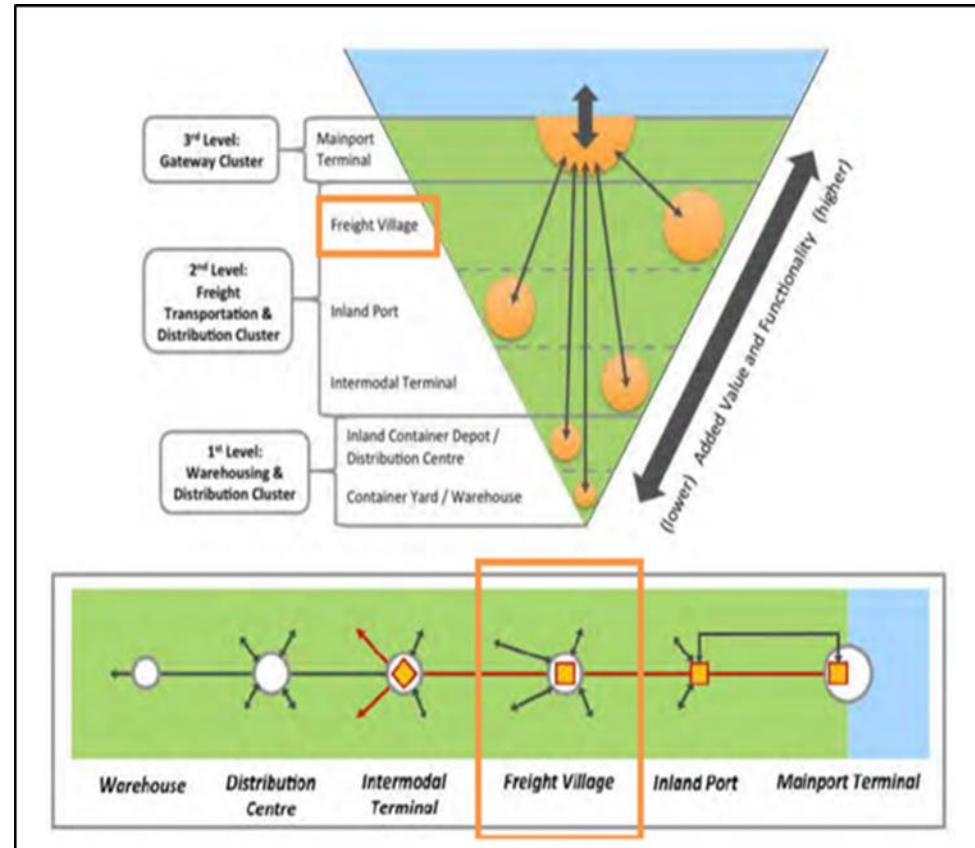 3rd Level:
Gateway Cluster
Mainport
Terminal
Freight Village
2nd Level:
Freight
Transportation &
Distribution Cluster
Inland Port
Intermodal Terminal
1st Level:
Warehousing &
Distribution Cluster
Inland Container Depot /
Distribution Centre
Container Yard / Warehouse
(lower) Added Value and Functionality (higher)
Warehouse
Distribution
Centre
Intermodal
Terminal
Freight Village
Inland Port
Mainport Terminal